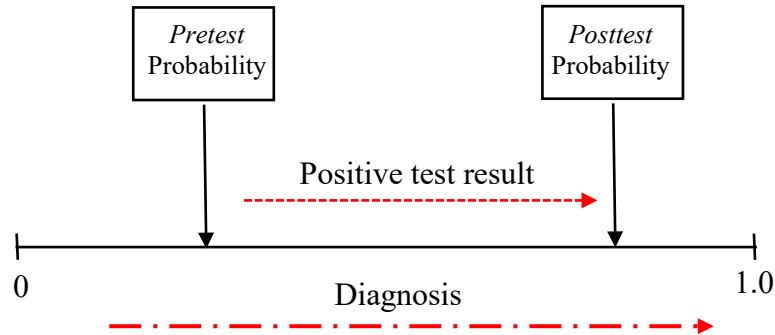 Pretest
Probability
Posttest
Probability
Positive test result
0
1.0
Diagnosis